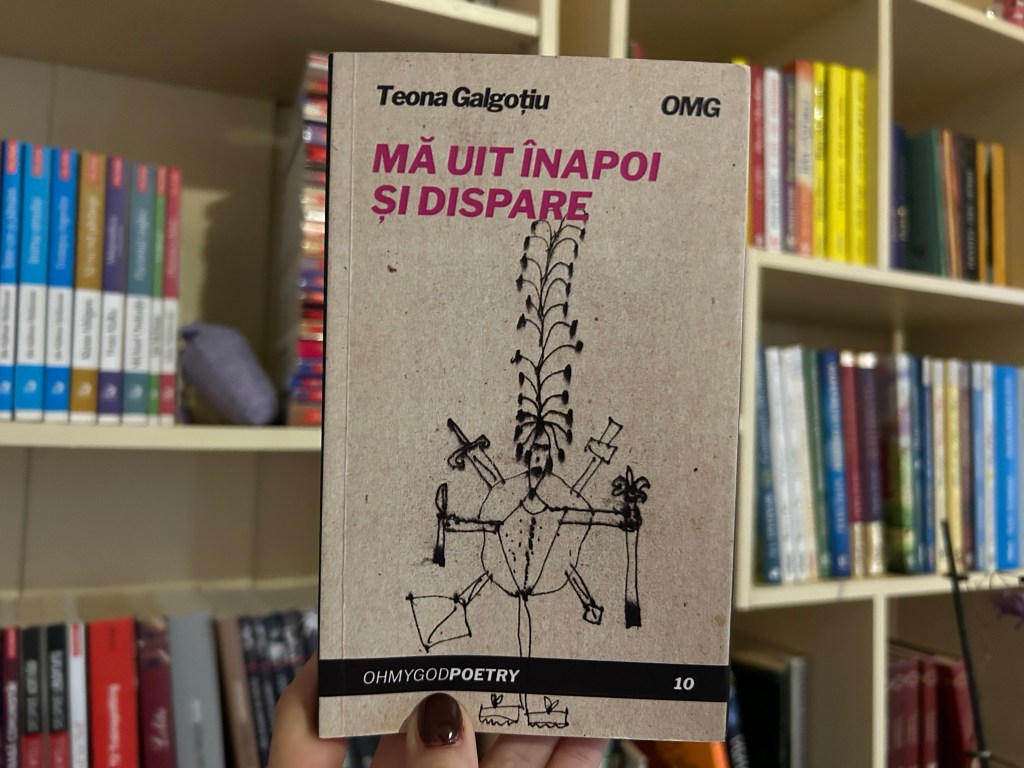 Teona Galgoțiu
OMG
MĂ UIT ÎNAPOI
ȘI DISPARE
OHMYGODPOETRY
10